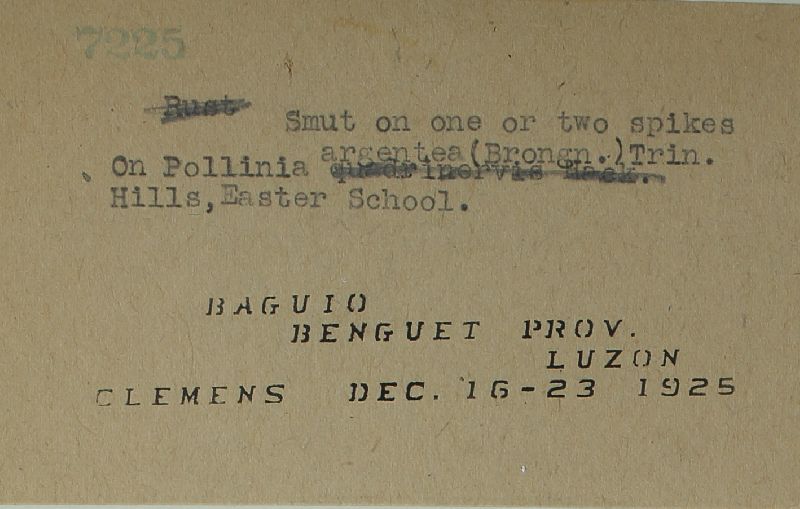 7225
Rust Smut on one or two spikes
argentea(Brongn.)Trin.
On Pollinia quadrinervis Hack.
Hills,Easter School.
BAGUIO
BENGUET PROV.
LUZON
CLEMENS DEC. 16-23 1925